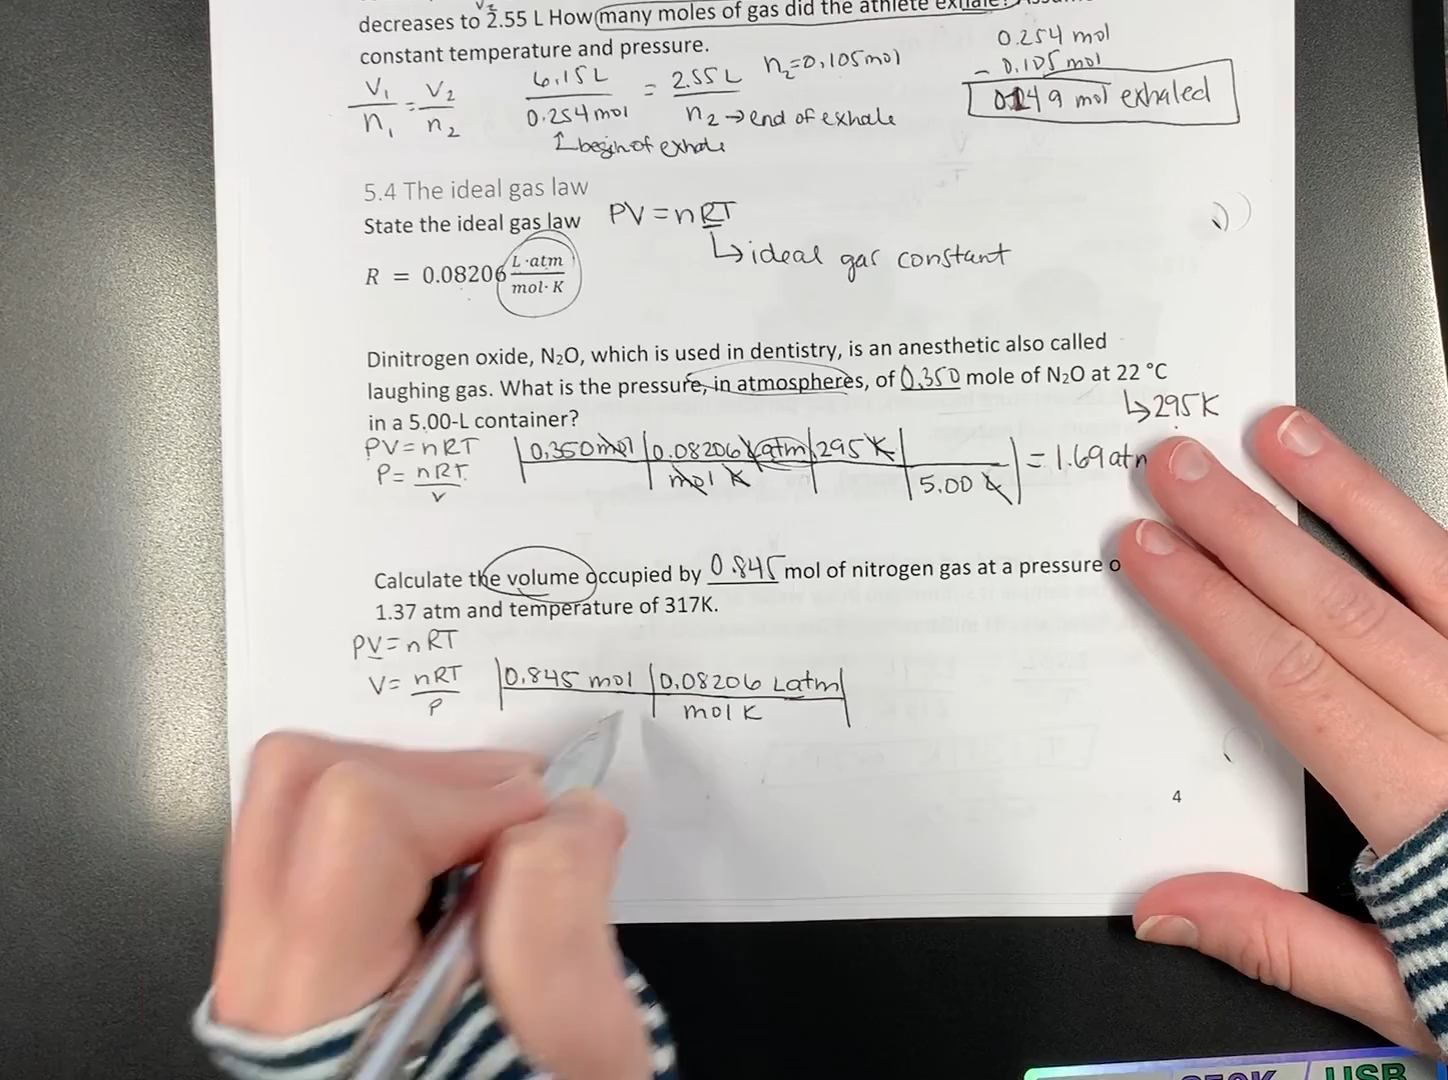 V₂
decreases to 2.55 L How many moles of gas did the athlete exhale?
constant temperature and pressure.
V₁/n₁ = V₂/n₂ 6.15 L/0.254 mol = 2.55 L/n₂ → end of exhale n₂=0.105 mol
↑ begin of exhale
0.254 mol
- 0.105 mol
0.149 mol exhaled
5.4 The ideal gas law
State the ideal gas law PV = nRT
↳ ideal gas constant
R = 0.08206 L·atm/mol·K
Dinitrogen oxide, N2O, which is used in dentistry, is an anesthetic also called
laughing gas. What is the pressure, in atmospheres, of 0.350 mole of N2O at 22 °C
↳ 295K
in a 5.00-L container?
PV = nRT
P = nRT/V | 0.350 mol | 0.08206 L atm/mol K | 295 K | /5.00 L | = 1.69 atm
Calculate the volume occupied by 0.845 mol of nitrogen gas at a pressure o
1.37 atm and temperature of 317K.
PV = nRT
V = nRT/P | 0.845 mol | 0.08206 L atm/mol K |
4
USB